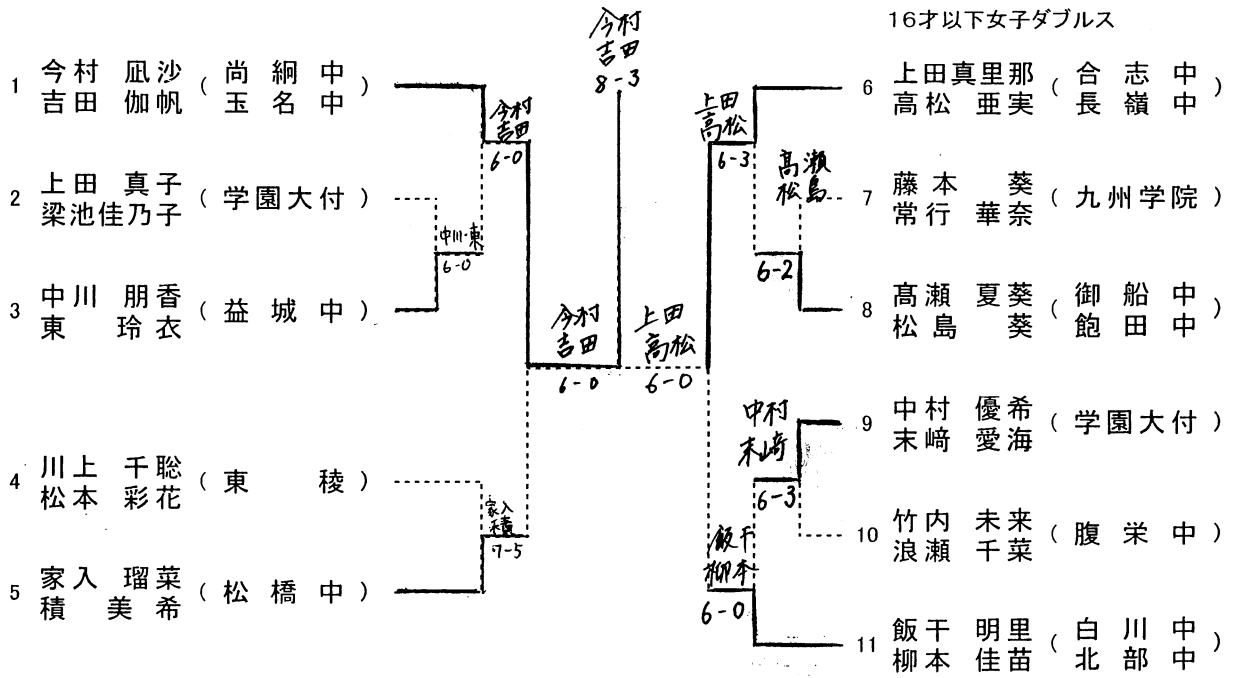 16才以下女子ダブルス
今村
吉田
8-3
1 今村 凪沙 ( 尚絅中 )
吉田 伽帆 玉名中
2 上田 真子 ( 学園大付 )
梁池佳乃子
3 中川 朋香 ( 益城中 )
東 玲衣
4 川上 千聡 ( 東稜 )
松本 彩花
5 家入 瑠菜 ( 松橋中 )
積 美希
今村
吉田
6-0
中川・東
6-0
家入
積
7-5
今村
吉田
6-0
上田
高松
6-0
上田
高松
6-3
髙瀬
松島
6-2
中村
末﨑
6-3
飯干
柳本
6-0
6 上田真里那 ( 合志中 )
高松 亜実 長嶺中
7 藤本 葵 ( 九州学院 )
常行 華奈
8 髙瀬 夏葵 ( 御船中 )
松島 葵 飽田中
9 中村 優希 ( 学園大付 )
末﨑 愛海
10 竹内 未来 ( 腹栄中 )
浪瀬 千菜
11 飯干 明里 ( 白川中 )
柳本 佳苗 北部中